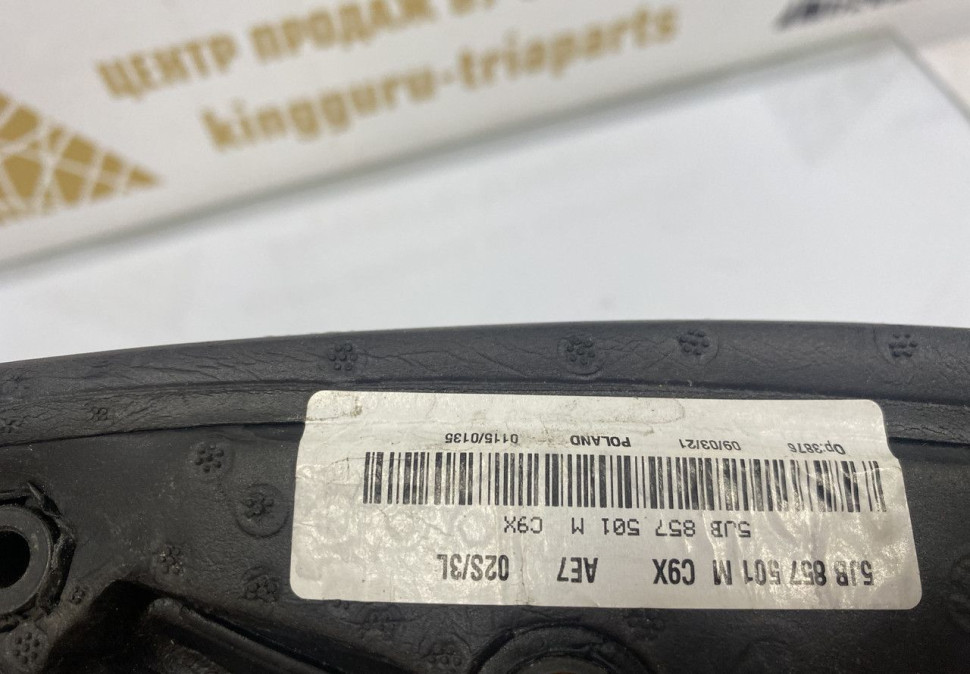 ЦЕНТР ПРОДАЖ
kingguru-triaparts
5JB 857 501 M C9X AE7 02S/3L
5JB 857 501 M C9X
Op:3876 09/03/21 POLAND 0115/0135